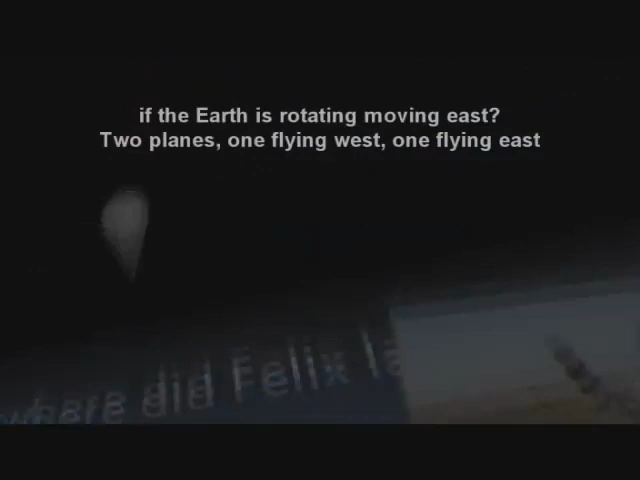 if the Earth is rotating moving east?
Two planes, one flying west, one flying east
where did Felix